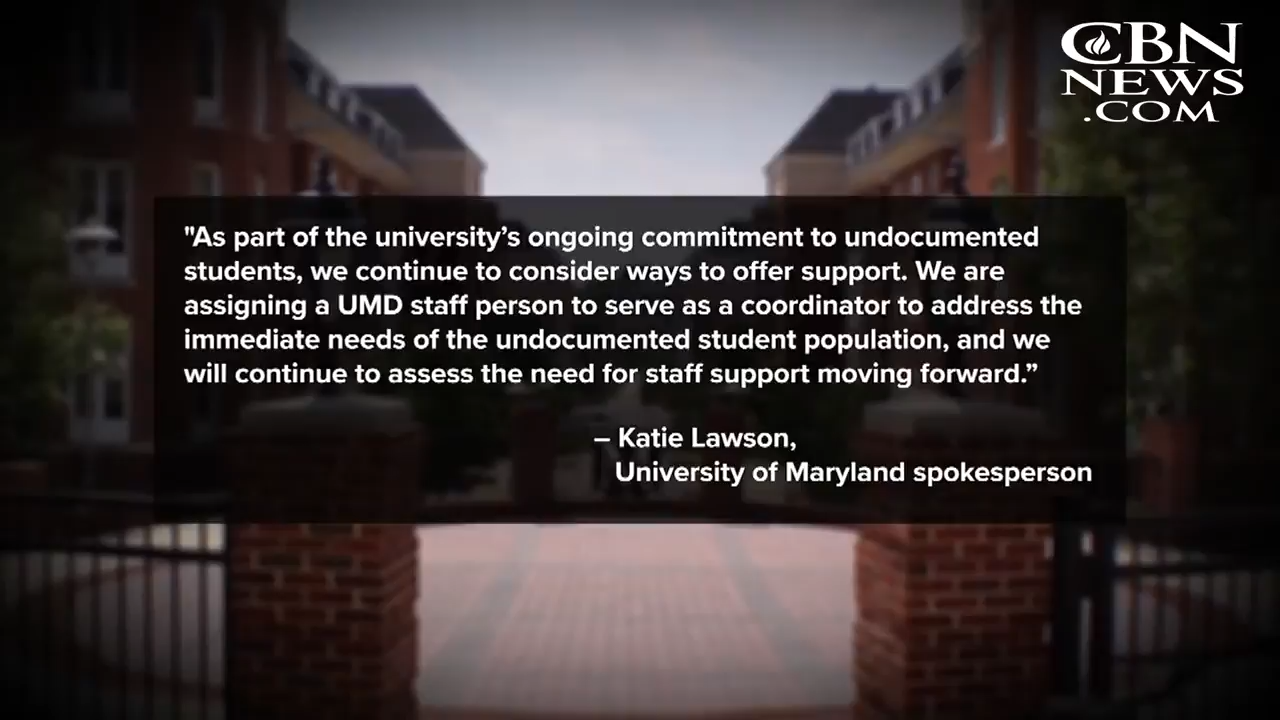 CBN
NEWS
.COM
"As part of the university’s ongoing commitment to undocumented
students, we continue to consider ways to offer support. We are
assigning a UMD staff person to serve as a coordinator to address the
immediate needs of the undocumented student population, and we
will continue to assess the need for staff support moving forward.”
– Katie Lawson,
University of Maryland spokesperson